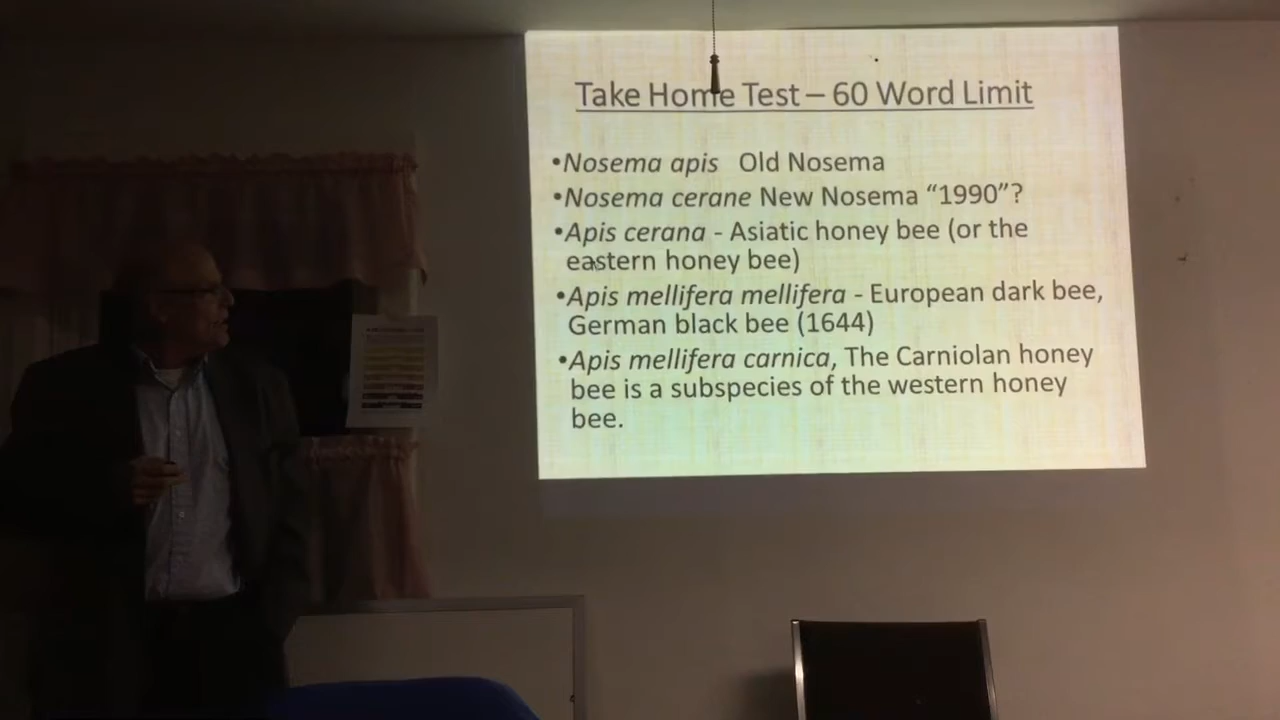 Take Home Test – 60 Word Limit
•Nosema apis Old Nosema
•Nosema cerane New Nosema “1990”?
•Apis cerana - Asiatic honey bee (or the
eastern honey bee)
•Apis mellifera mellifera - European dark bee,
German black bee (1644)
•Apis mellifera carnica, The Carniolan honey
bee is a subspecies of the western honey
bee.